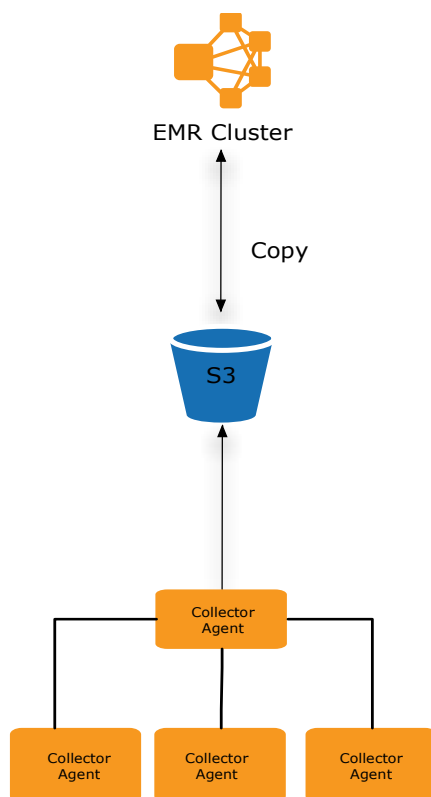 EMR Cluster
Copy
S3
Collector
Agent
Collector
Agent
Collector
Agent
Collector
Agent